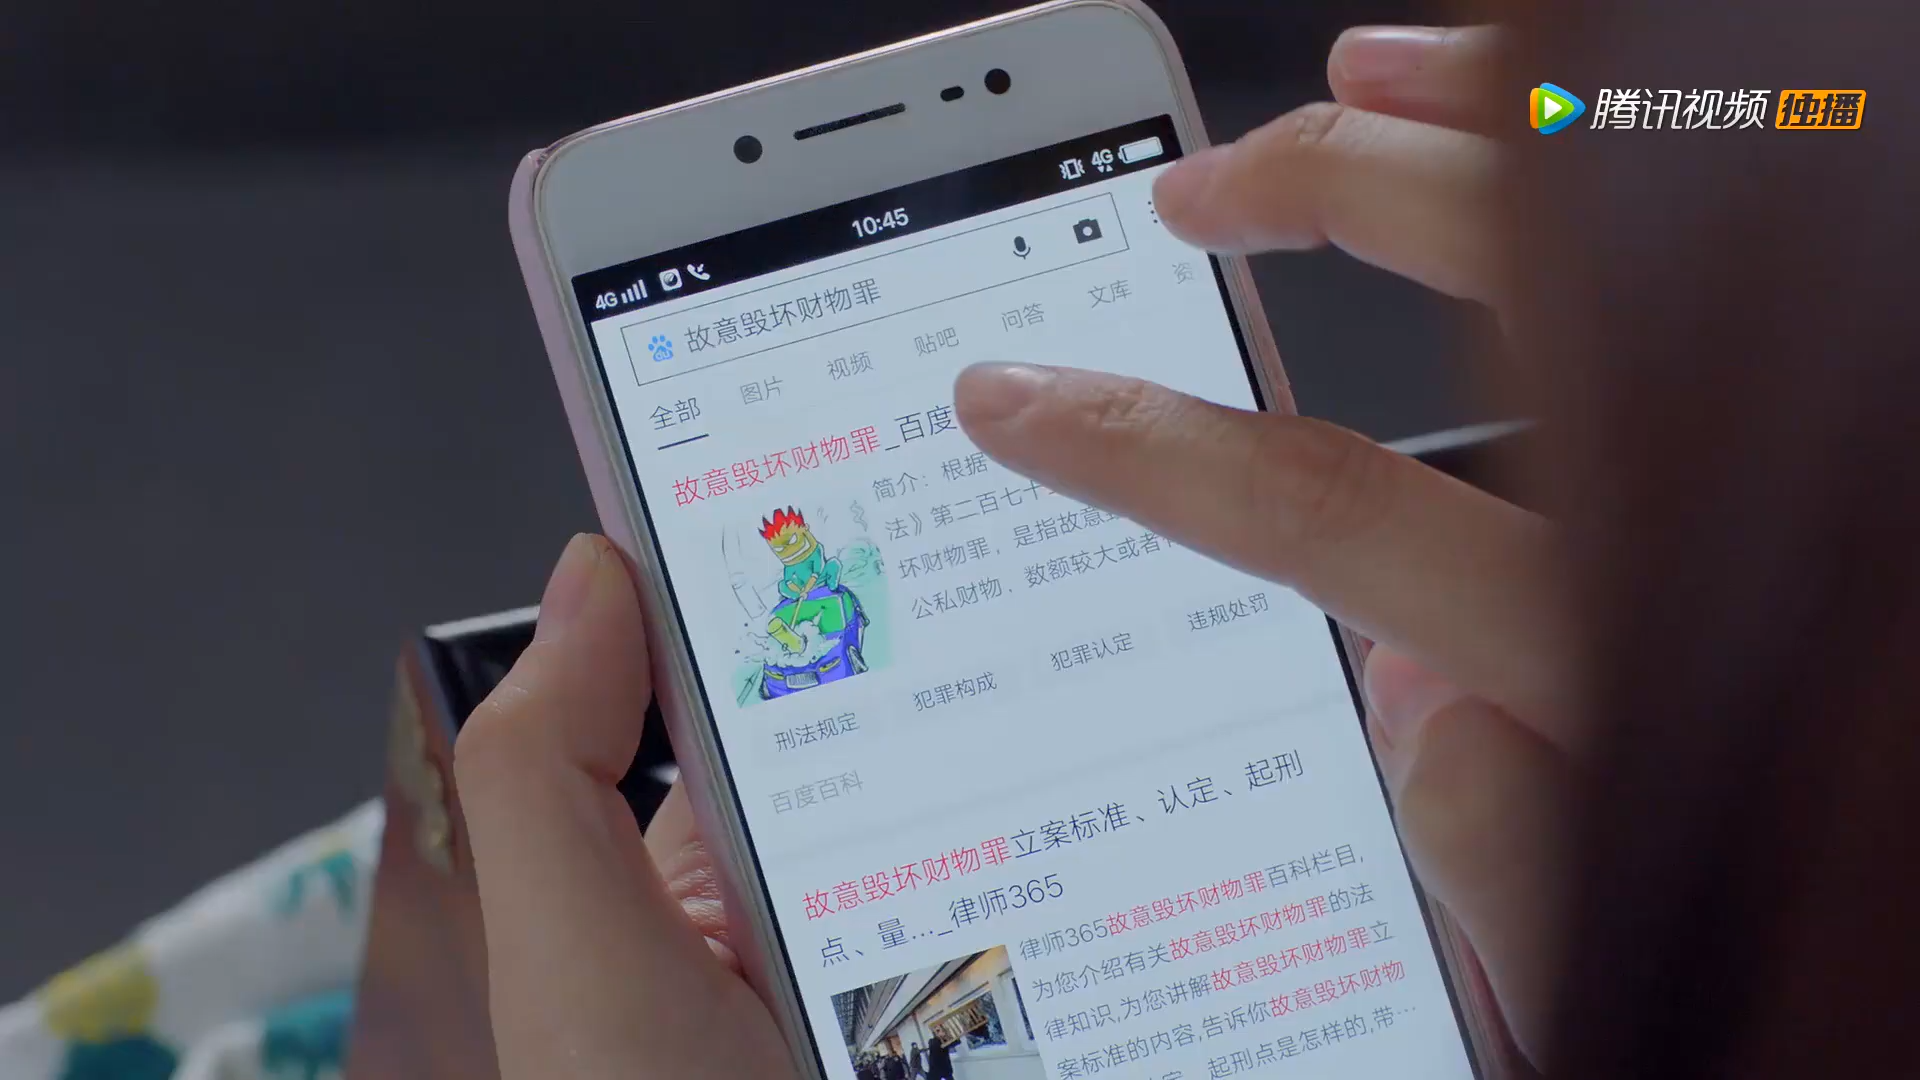 腾讯视频 独播
4G 10:45 4G
故意毁坏财物罪
全部 图片 视频 贴吧 问答 文库 资
故意毁坏财物罪_百度
简介：根据
法》第二百七十
坏财物罪，是指故意
公私财物，数额较大或者
刑法规定 犯罪构成 犯罪认定 违规处罚
百度百科
故意毁坏财物罪立案标准、认定、起刑
点、量..._律师365
律师365故意毁坏财物罪百科栏目,
为您介绍有关故意毁坏财物罪的法
律知识,为您讲解故意毁坏财物罪立
案标准的内容,告诉你故意毁坏财物
起刑点是怎样的,带…